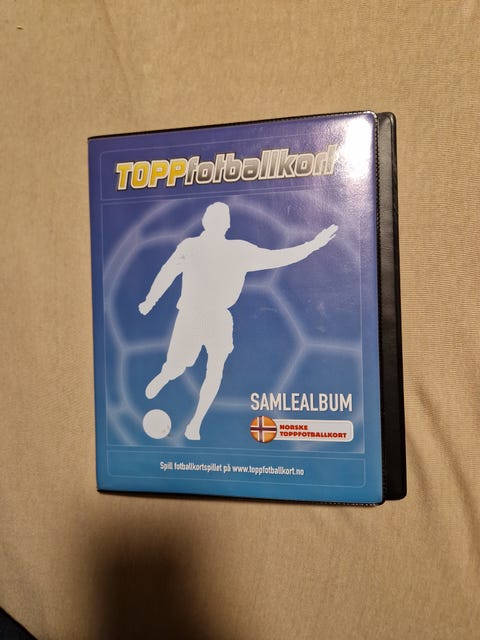 TOPPfotballkort
SAMLEALBUM
NORSKE
TOPPFOTBALLKORT
Spill fotballkortspillet på www.toppfotballkort.no